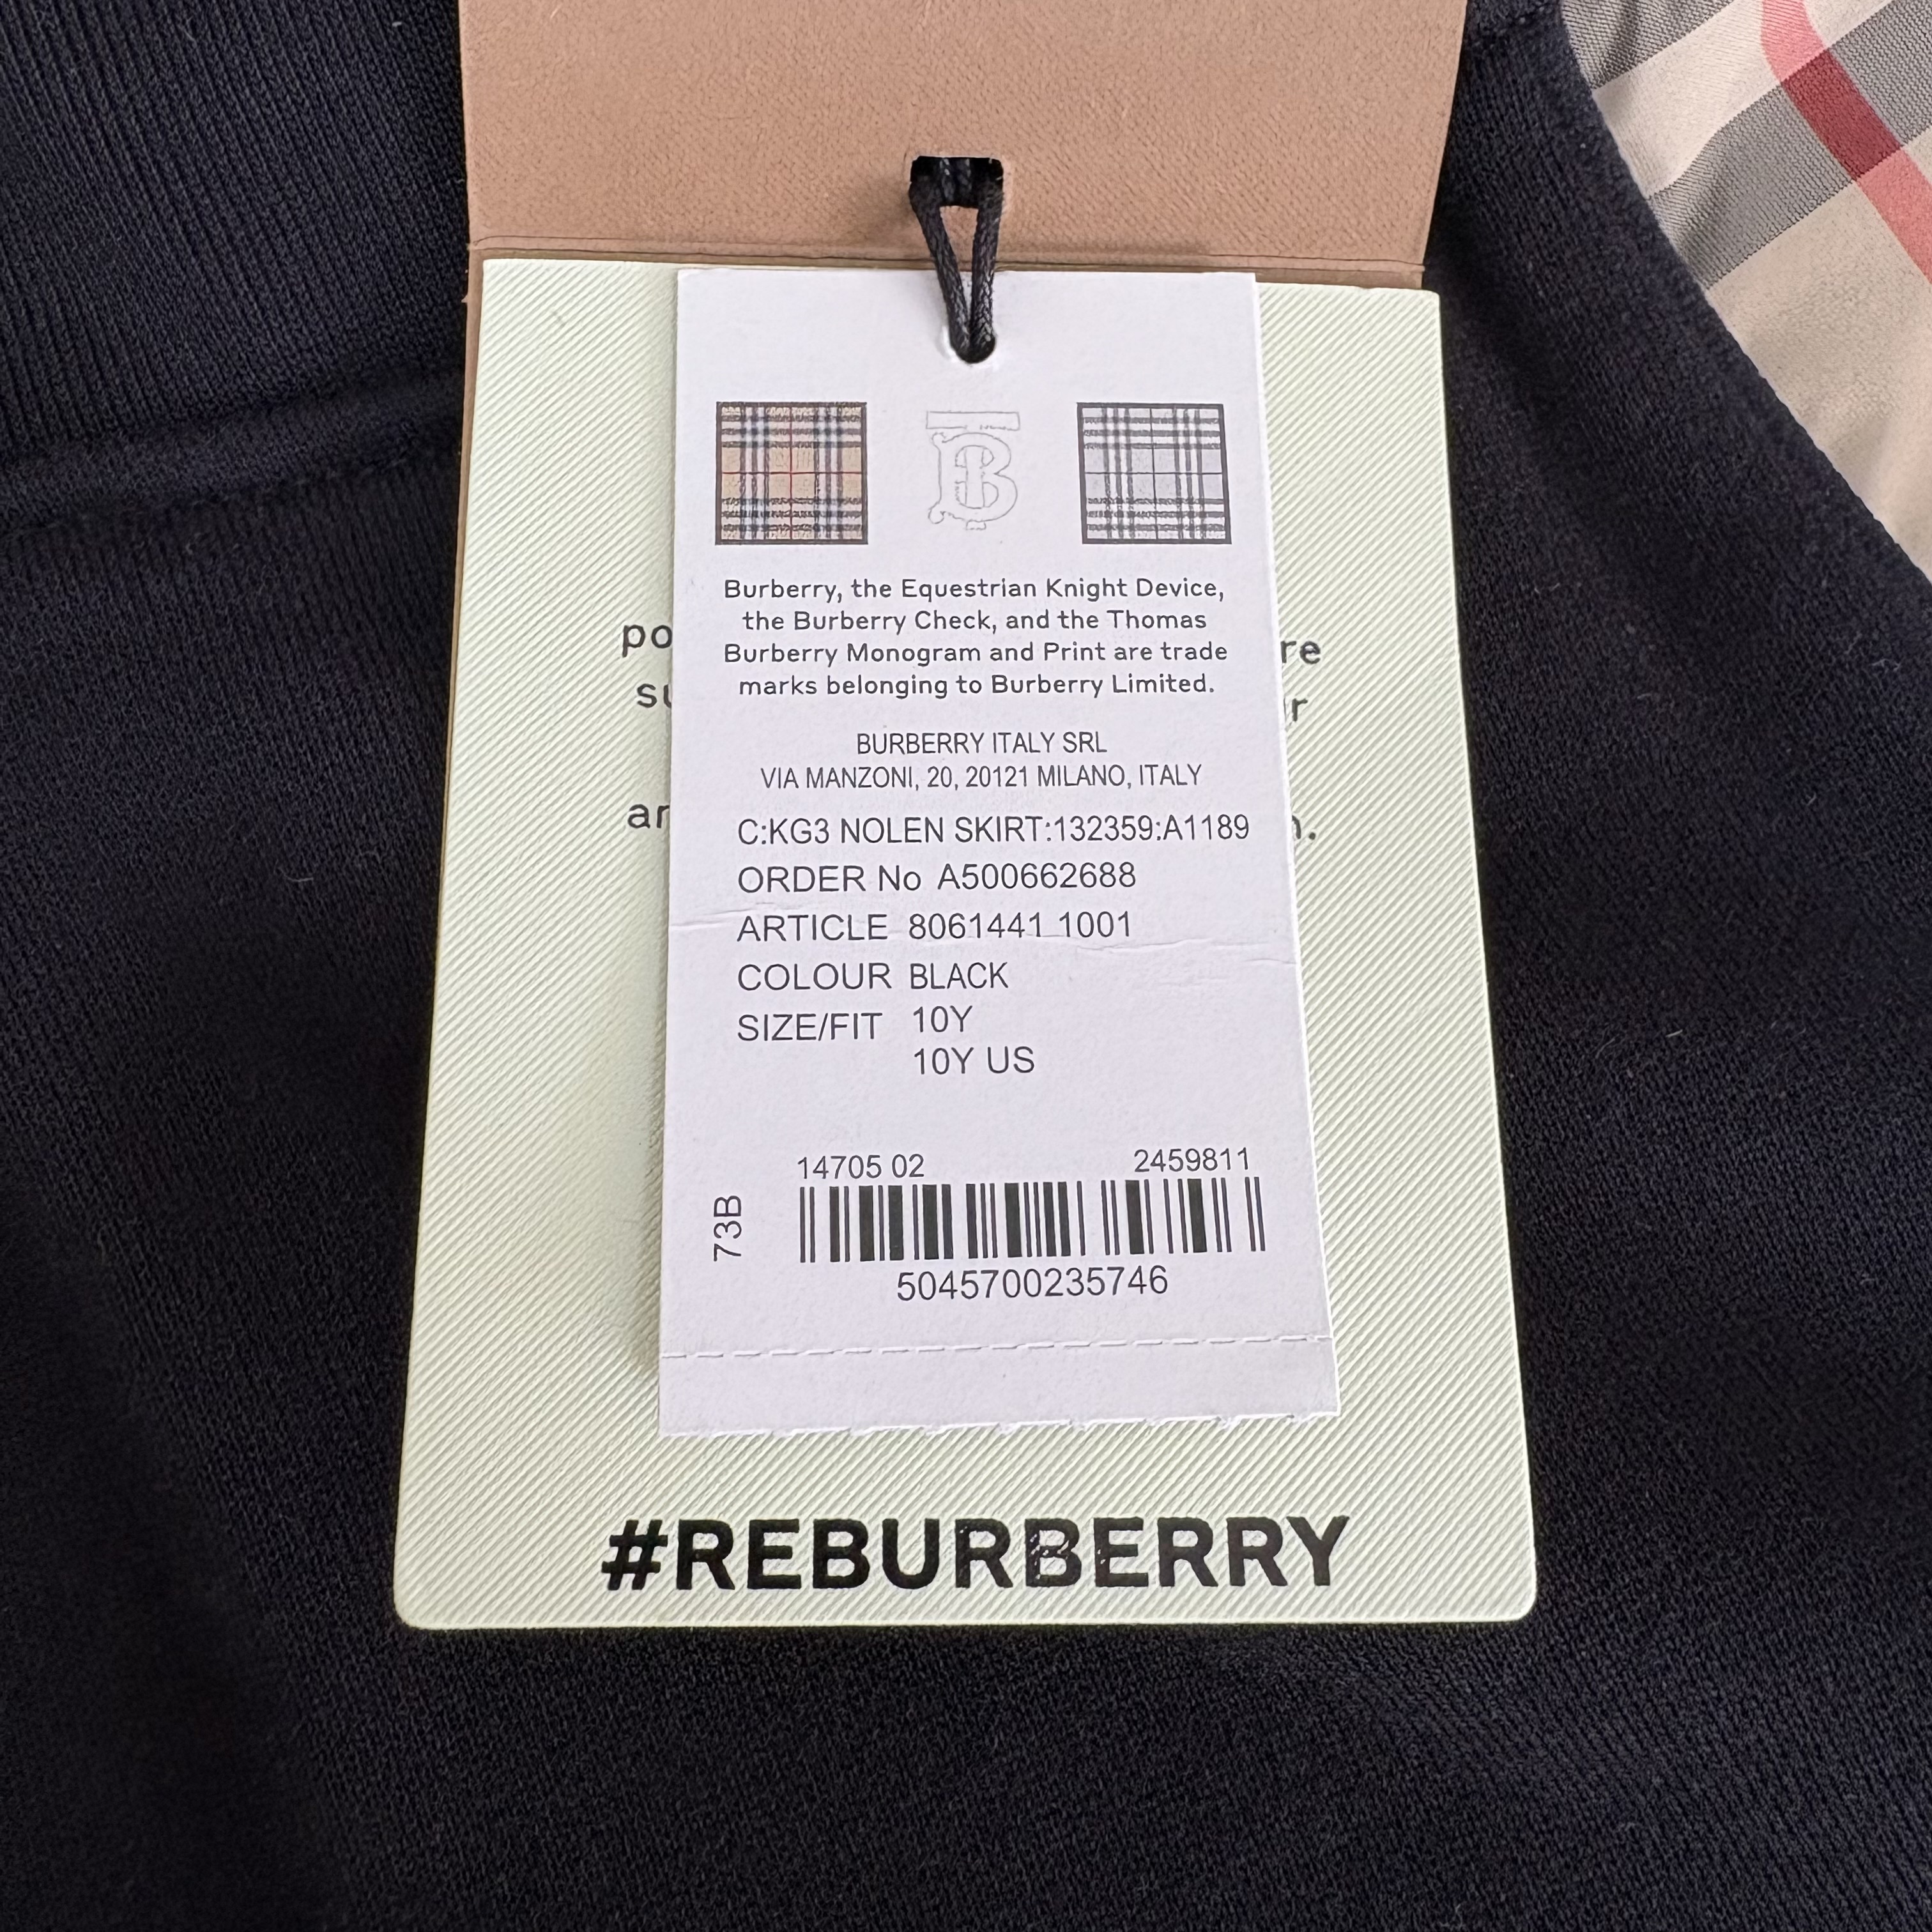 Burberry, the Equestrian Knight Device,
the Burberry Check, and the Thomas
Burberry Monogram and Print are trade
marks belonging to Burberry Limited.
BURBERRY ITALY SRL
VIA MANZONI, 20, 20121 MILANO, ITALY
C:KG3 NOLEN SKIRT:132359:A1189
ORDER No A500662688
ARTICLE 8061441 1001
COLOUR BLACK
SIZE/FIT 10Y
10Y US
14705 02 2459811
73B
5045700235746
#REBURBERRY